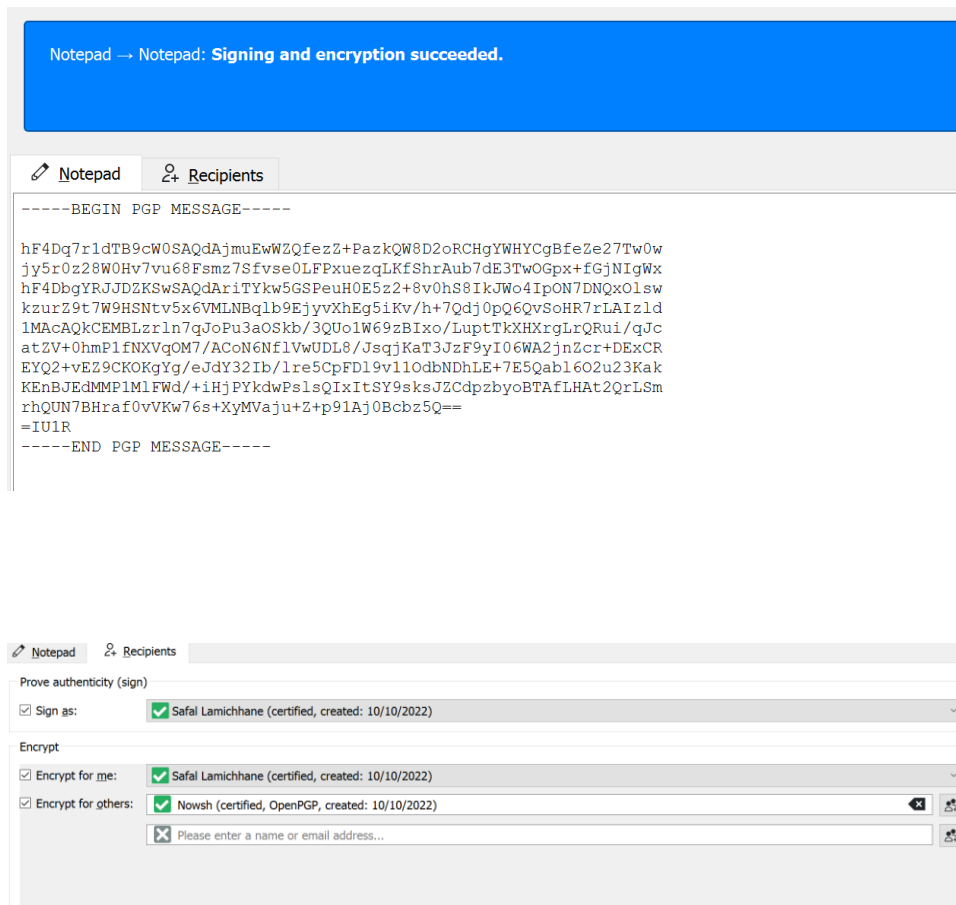 Notepad → Notepad: Signing and encryption succeeded.
Notepad
Recipients
-----BEGIN PGP MESSAGE-----
hF4Dq7r1dTB9cW0SAQdAjmuEwWZQfezZ+PazkQW8D2oRCHgYWHYCgBfeZe27Tw0w
jy5r0z28W0Hv7vu68Fsmz7Sfvse0LFPxuezqLKfShrAub7dE3TwOGpx+fGjNIgWx
hF4DbgYRJJDZKSwSAQdAriTYkw5GSPeuH0E5z2+8v0hS8IkJWo4IpON7DNQxOlsw
kzurZ9t7W9HSNtv5x6VMLNBqlb9EjyvXhEg5iKv/h+7Qdj0pQ6QvSoHR7rLAIzld
1MAcAQkCEMBLzrln7qJoPu3aOSkb/3QUo1W69zBIxo/LuptTkXHXrgLrQRui/qJc
atZV+0hmP1fNXVqOM7/ACoN6NflVwUDL8/JsqjKaT3JzF9yI06WA2jnZcr+DExCR
EYQ2+vEZ9CKOKgYg/eJdY32Ib/lre5CpFDl9v11OdbNDhLE+7E5Qabl6O2u23Kak
KEnBJEdMMP1MlFWd/+iHjPYkdwPslsQIxItSY9sksJZCdpzbyoBTAfLHAt2QrLSm
rhQUN7BHraf0vVKw76s+XyMVaju+Z+p91Aj0Bcbz5Q==
=IU1R
-----END PGP MESSAGE-----
Notepad
Recipients
Prove authenticity (sign)
Sign as:
Safal Lamichhane (certified, created: 10/10/2022)
Encrypt
Encrypt for me:
Safal Lamichhane (certified, created: 10/10/2022)
Encrypt for others:
Nowsh (certified, OpenPGP, created: 10/10/2022)
Please enter a name or email address...